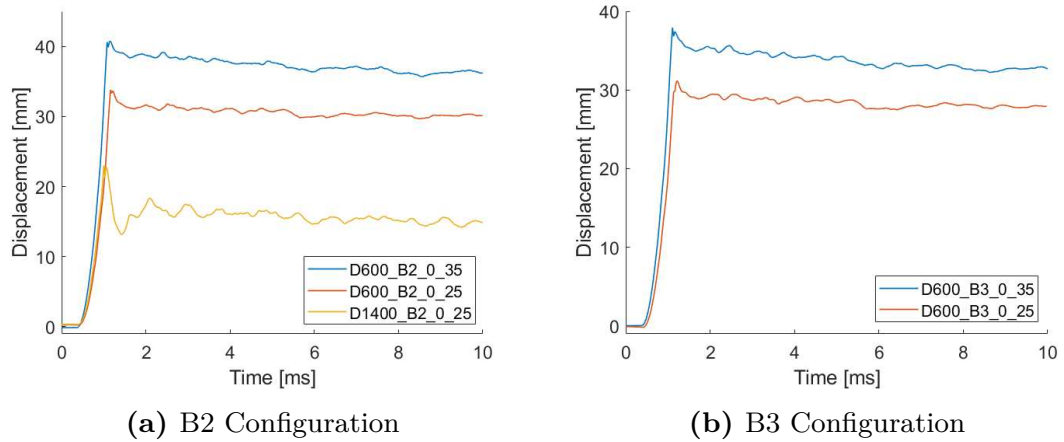 Displacement [mm]
40
30
20
10
0
D600_B2_0_35
D600_B2_0_25
D1400_B2_0_25
0 2 4 6 8 10
Time [ms]
(a) B2 Configuration
Displacement [mm]
40
30
20
10
0
D600_B3_0_35
D600_B3_0_25
0 2 4 6 8 10
Time [ms]
(b) B3 Configuration